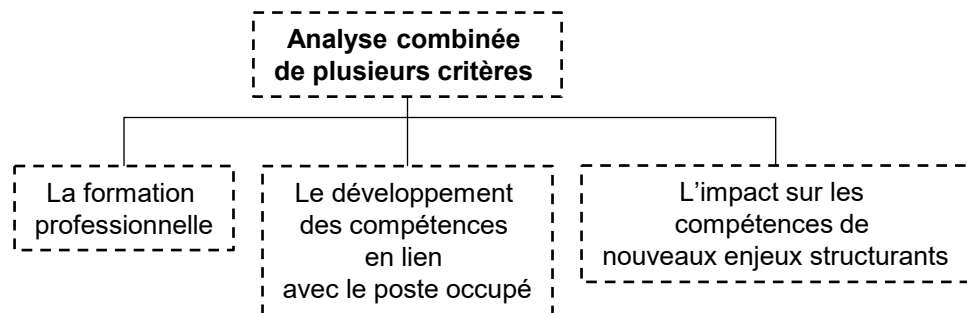 Analyse combinée
de plusieurs critères
La formation
professionnelle
Le développement
des compétences
en lien
avec le poste occupé
L'impact sur les
compétences de
nouveaux enjeux structurants